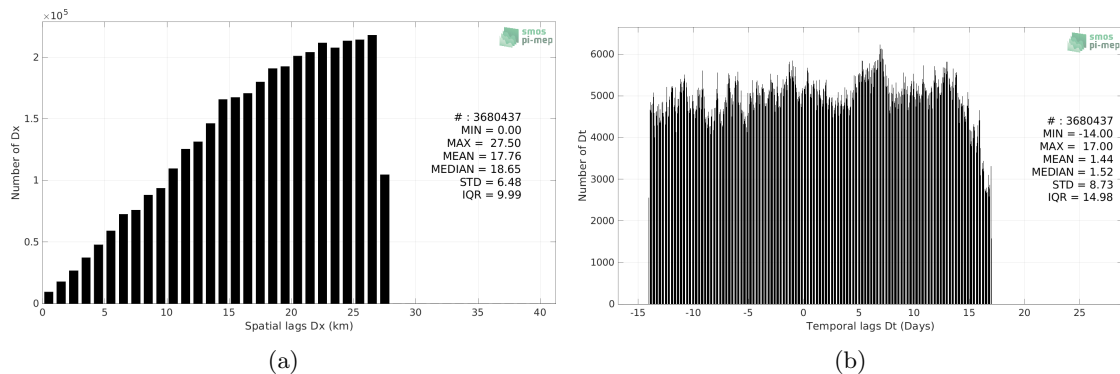 ×10⁵
2
1.5
1
0.5
0
Number of Dx
0 5 10 15 20 25 30 35 40
Spatial lags Dx (km)
smos
pi-mep
# : 3680437
MIN = 0.00
MAX = 27.50
MEAN = 17.76
MEDIAN = 18.65
STD = 6.48
IQR = 9.99
(a)
6000
5000
4000
3000
2000
1000
0
Number of Dt
-15 -10 -5 0 5 10 15 20 25
Temporal lags Dt (Days)
smos
pi-mep
# : 3680437
MIN = -14.00
MAX = 17.00
MEAN = 1.44
MEDIAN = 1.52
STD = 8.73
IQR = 14.98
(b)